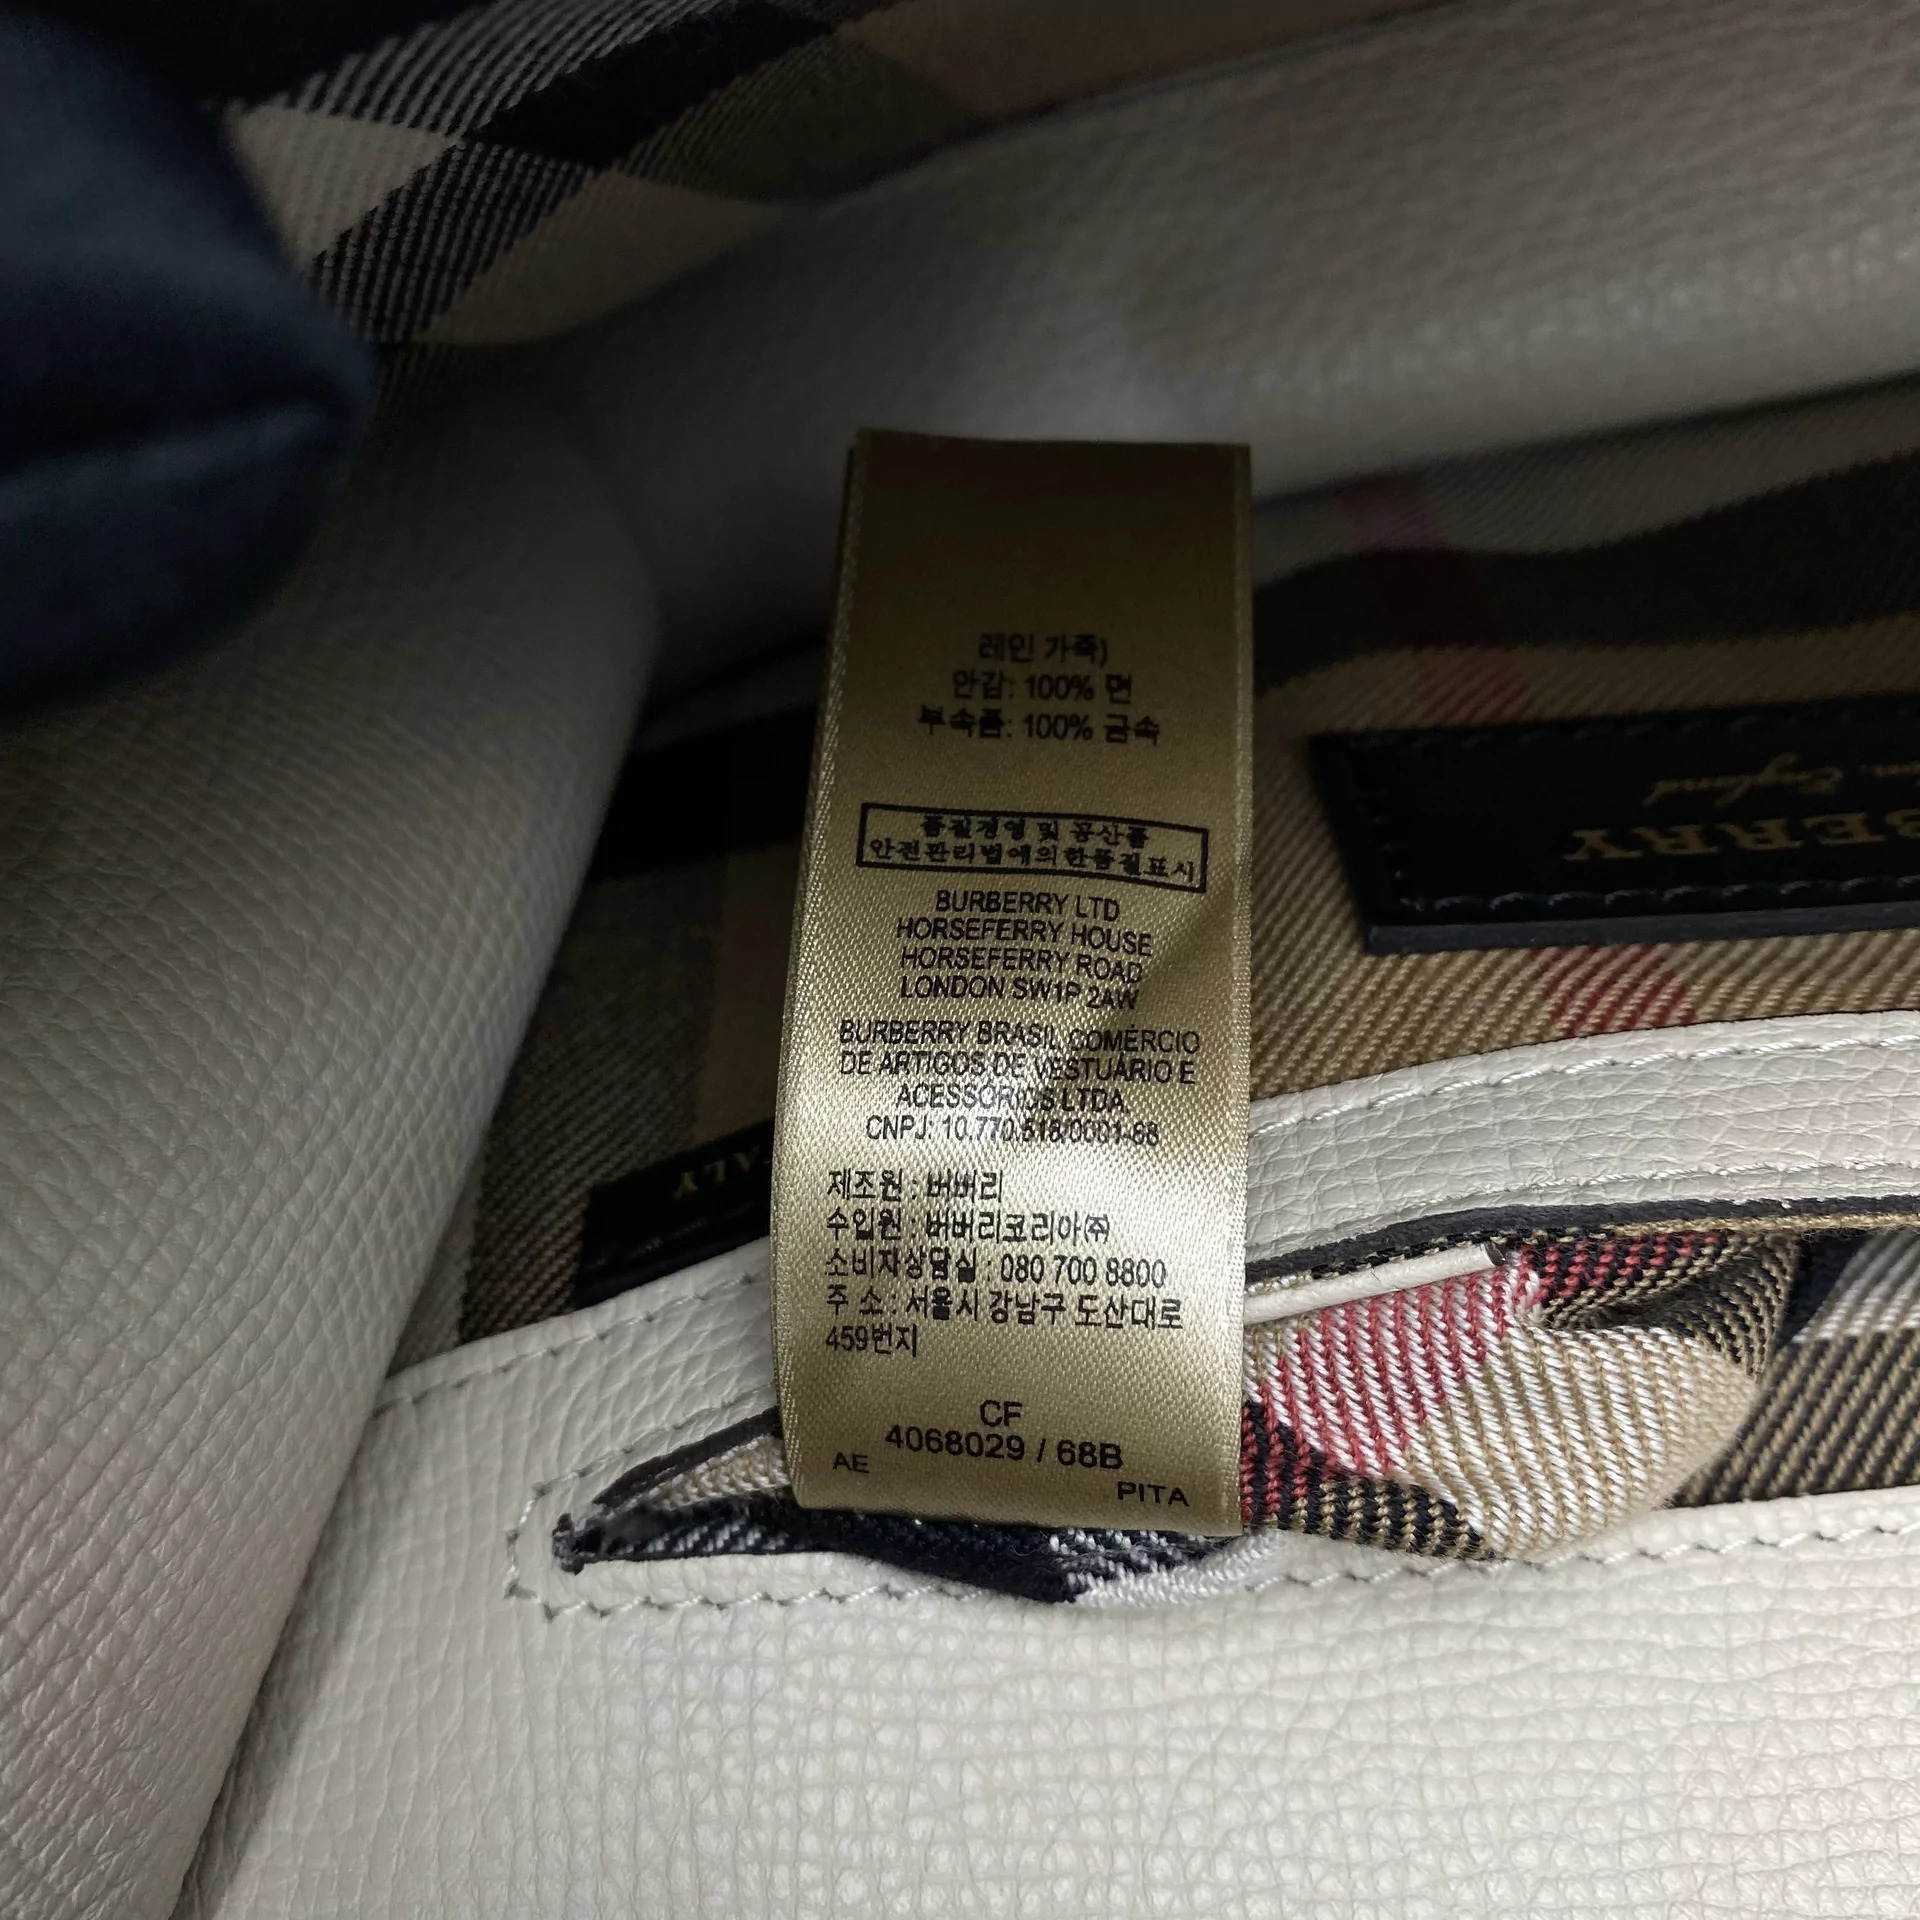 레인 가죽)
안감: 100% 면
부속품: 100% 금속
품질경영 및 공산품
안전관리법에의한품질표시
BURBERRY LTD
HORSEFERRY HOUSE
HORSEFERRY ROAD
LONDON SW1P 2AW
BURBERRY BRASIL COMÉRCIO
DE ARTIGOS DE VESTUÁRIO E
ACESSÓRIOS LTDA.
CNPJ: 10.770.518/0001-68
제조원 : 버버리
수입원 : 버버리코리아㈜
소비자상담실 : 080 700 8800
주 소 : 서울시 강남구 도산대로
459번지
CF
4068029 / 68B
AE
PITA
BERRY
England